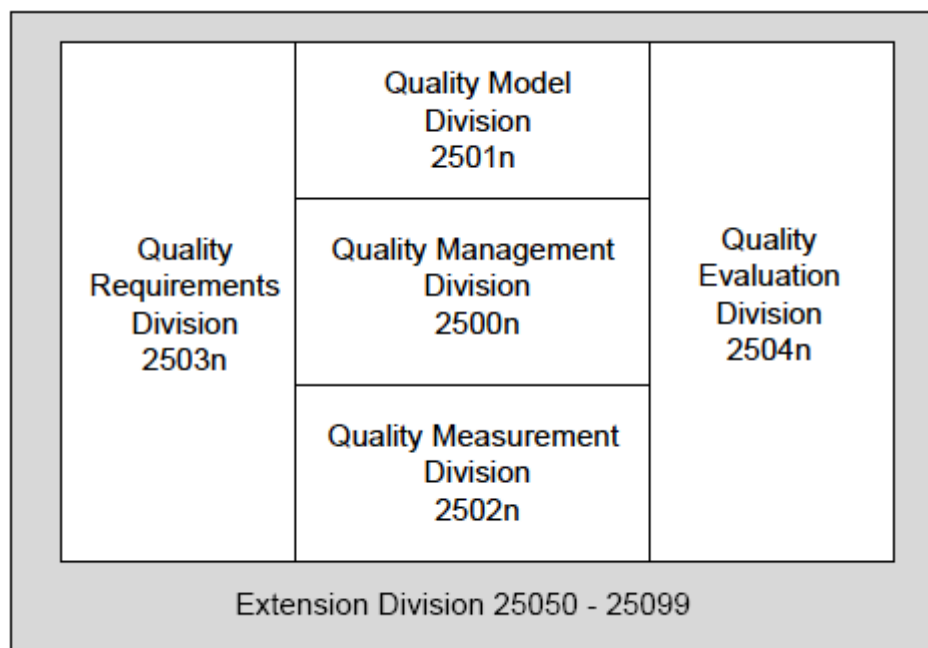 Quality
Requirements
Division
2503n
Quality Model
Division
2501n
Quality Management
Division
2500n
Quality Measurement
Division
2502n
Quality
Evaluation
Division
2504n
Extension Division 25050 - 25099